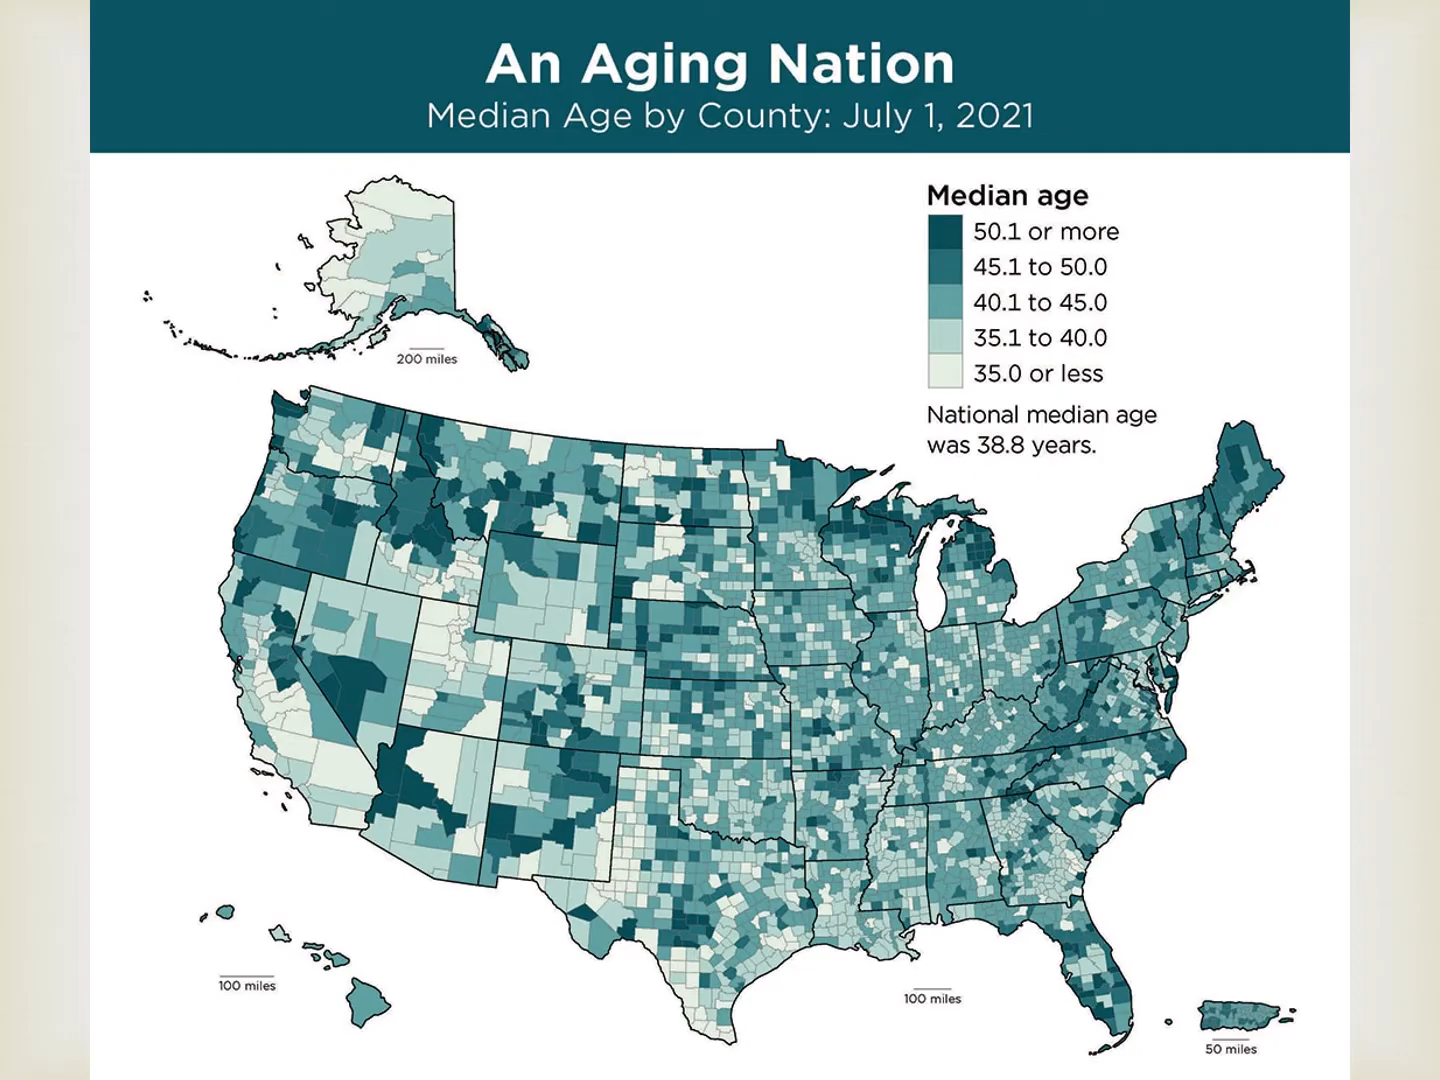 An Aging Nation
Median Age by County: July 1, 2021
Median age
50.1 or more
45.1 to 50.0
40.1 to 45.0
35.1 to 40.0
35.0 or less
National median age
was 38.8 years.
200 miles
100 miles
100 miles
50 miles